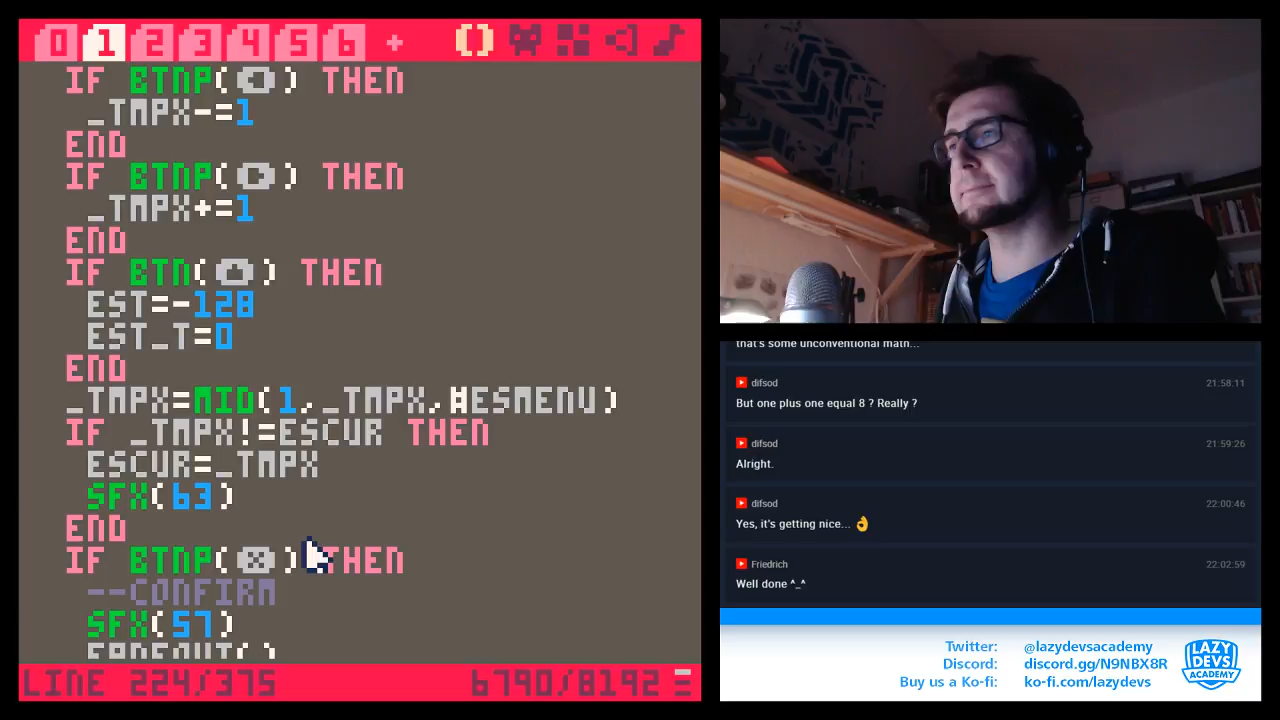 0 1 2 3 4 5 6 +
IF BTNP(⬅️) THEN
_TMPX-=1
END
IF BTNP(➡️) THEN
_TMPX+=1
END
IF BTN(⬆️) THEN
EST=-128
EST_T=0
END
_TMPX=MID(1,_TMPX,#ESMENU)
IF _TMPX!=ESCUR THEN
ESCUR=_TMPX
SFX(63)
END
IF BTNP(❎) THEN
--CONFIRM
SFX(57)
FADEOUT()
LINE 224/375 6790/8192
that's some unconventional math...
difsod 21:58:11
But one plus one equal 8 ? Really ?
difsod 21:59:26
Alright.
difsod 22:00:46
Yes, it's getting nice... 👌
Friedrich 22:02:59
Well done ^_^
Twitter: @lazydevsacademy
Discord: discord.gg/N9NBX8R
Buy us a Ko-fi: ko-fi.com/lazydevs
LAZY
DEVS
ACADEMY